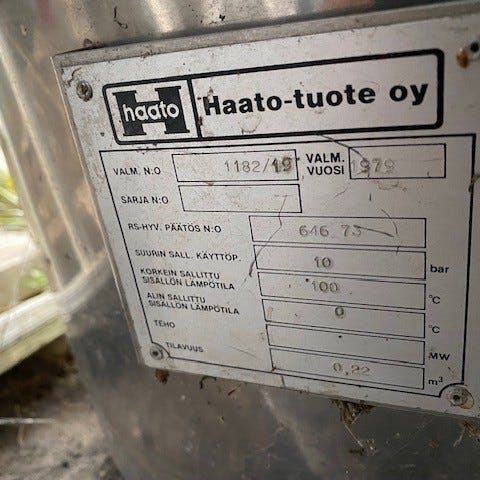 haato Haato-tuote oy
VALM. N:O 1182/19 VALM. VUOSI 1979
SARJA N:O
RS-HYV. PÄÄTÖS N:O 646 73
SUURIN SALL. KÄYTTÖP. 10 bar
KORKEIN SALLITTU SISÄLLÖN LÄMPÖTILA 100 °C
ALIN SALLITTU SISÄLLÖN LÄMPÖTILA 0 °C
TEHO MW
TILAVUUS 0,22 m³